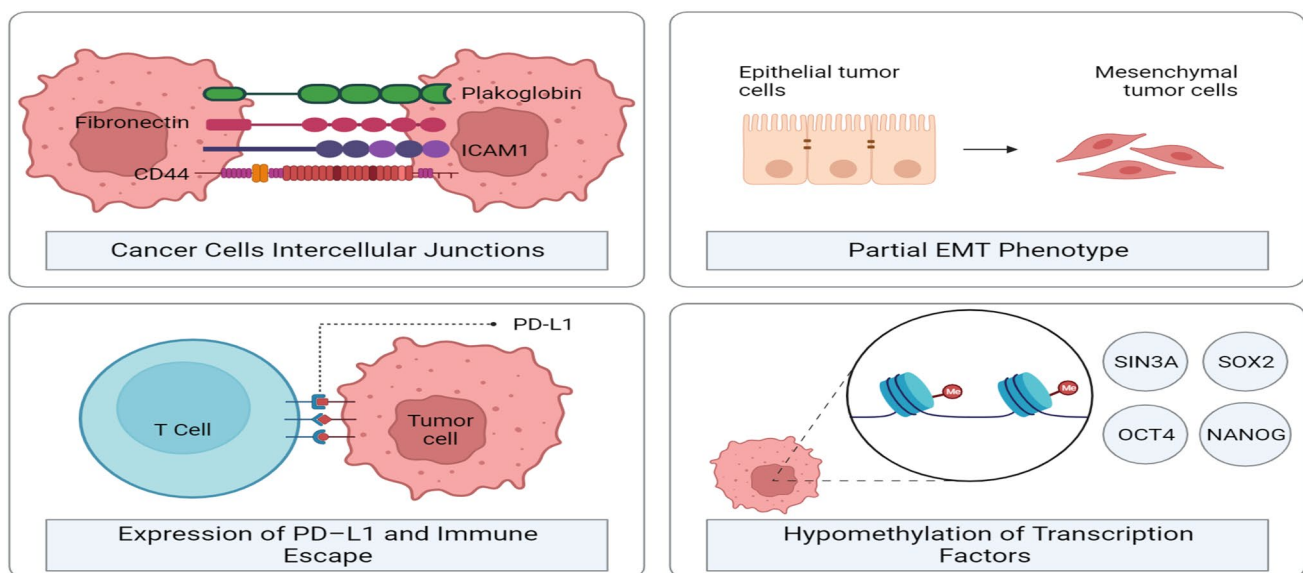 Plakoglobin
Fibronectin
ICAM1
CD44
Cancer Cells Intercellular Junctions
Epithelial tumor
cells
Mesenchymal
tumor cells
Partial EMT Phenotype
PD-L1
T Cell
Tumor
cell
Expression of PD–L1 and Immune
Escape
Me
Me
SIN3A
SOX2
OCT4
NANOG
Hypomethylation of Transcription
Factors